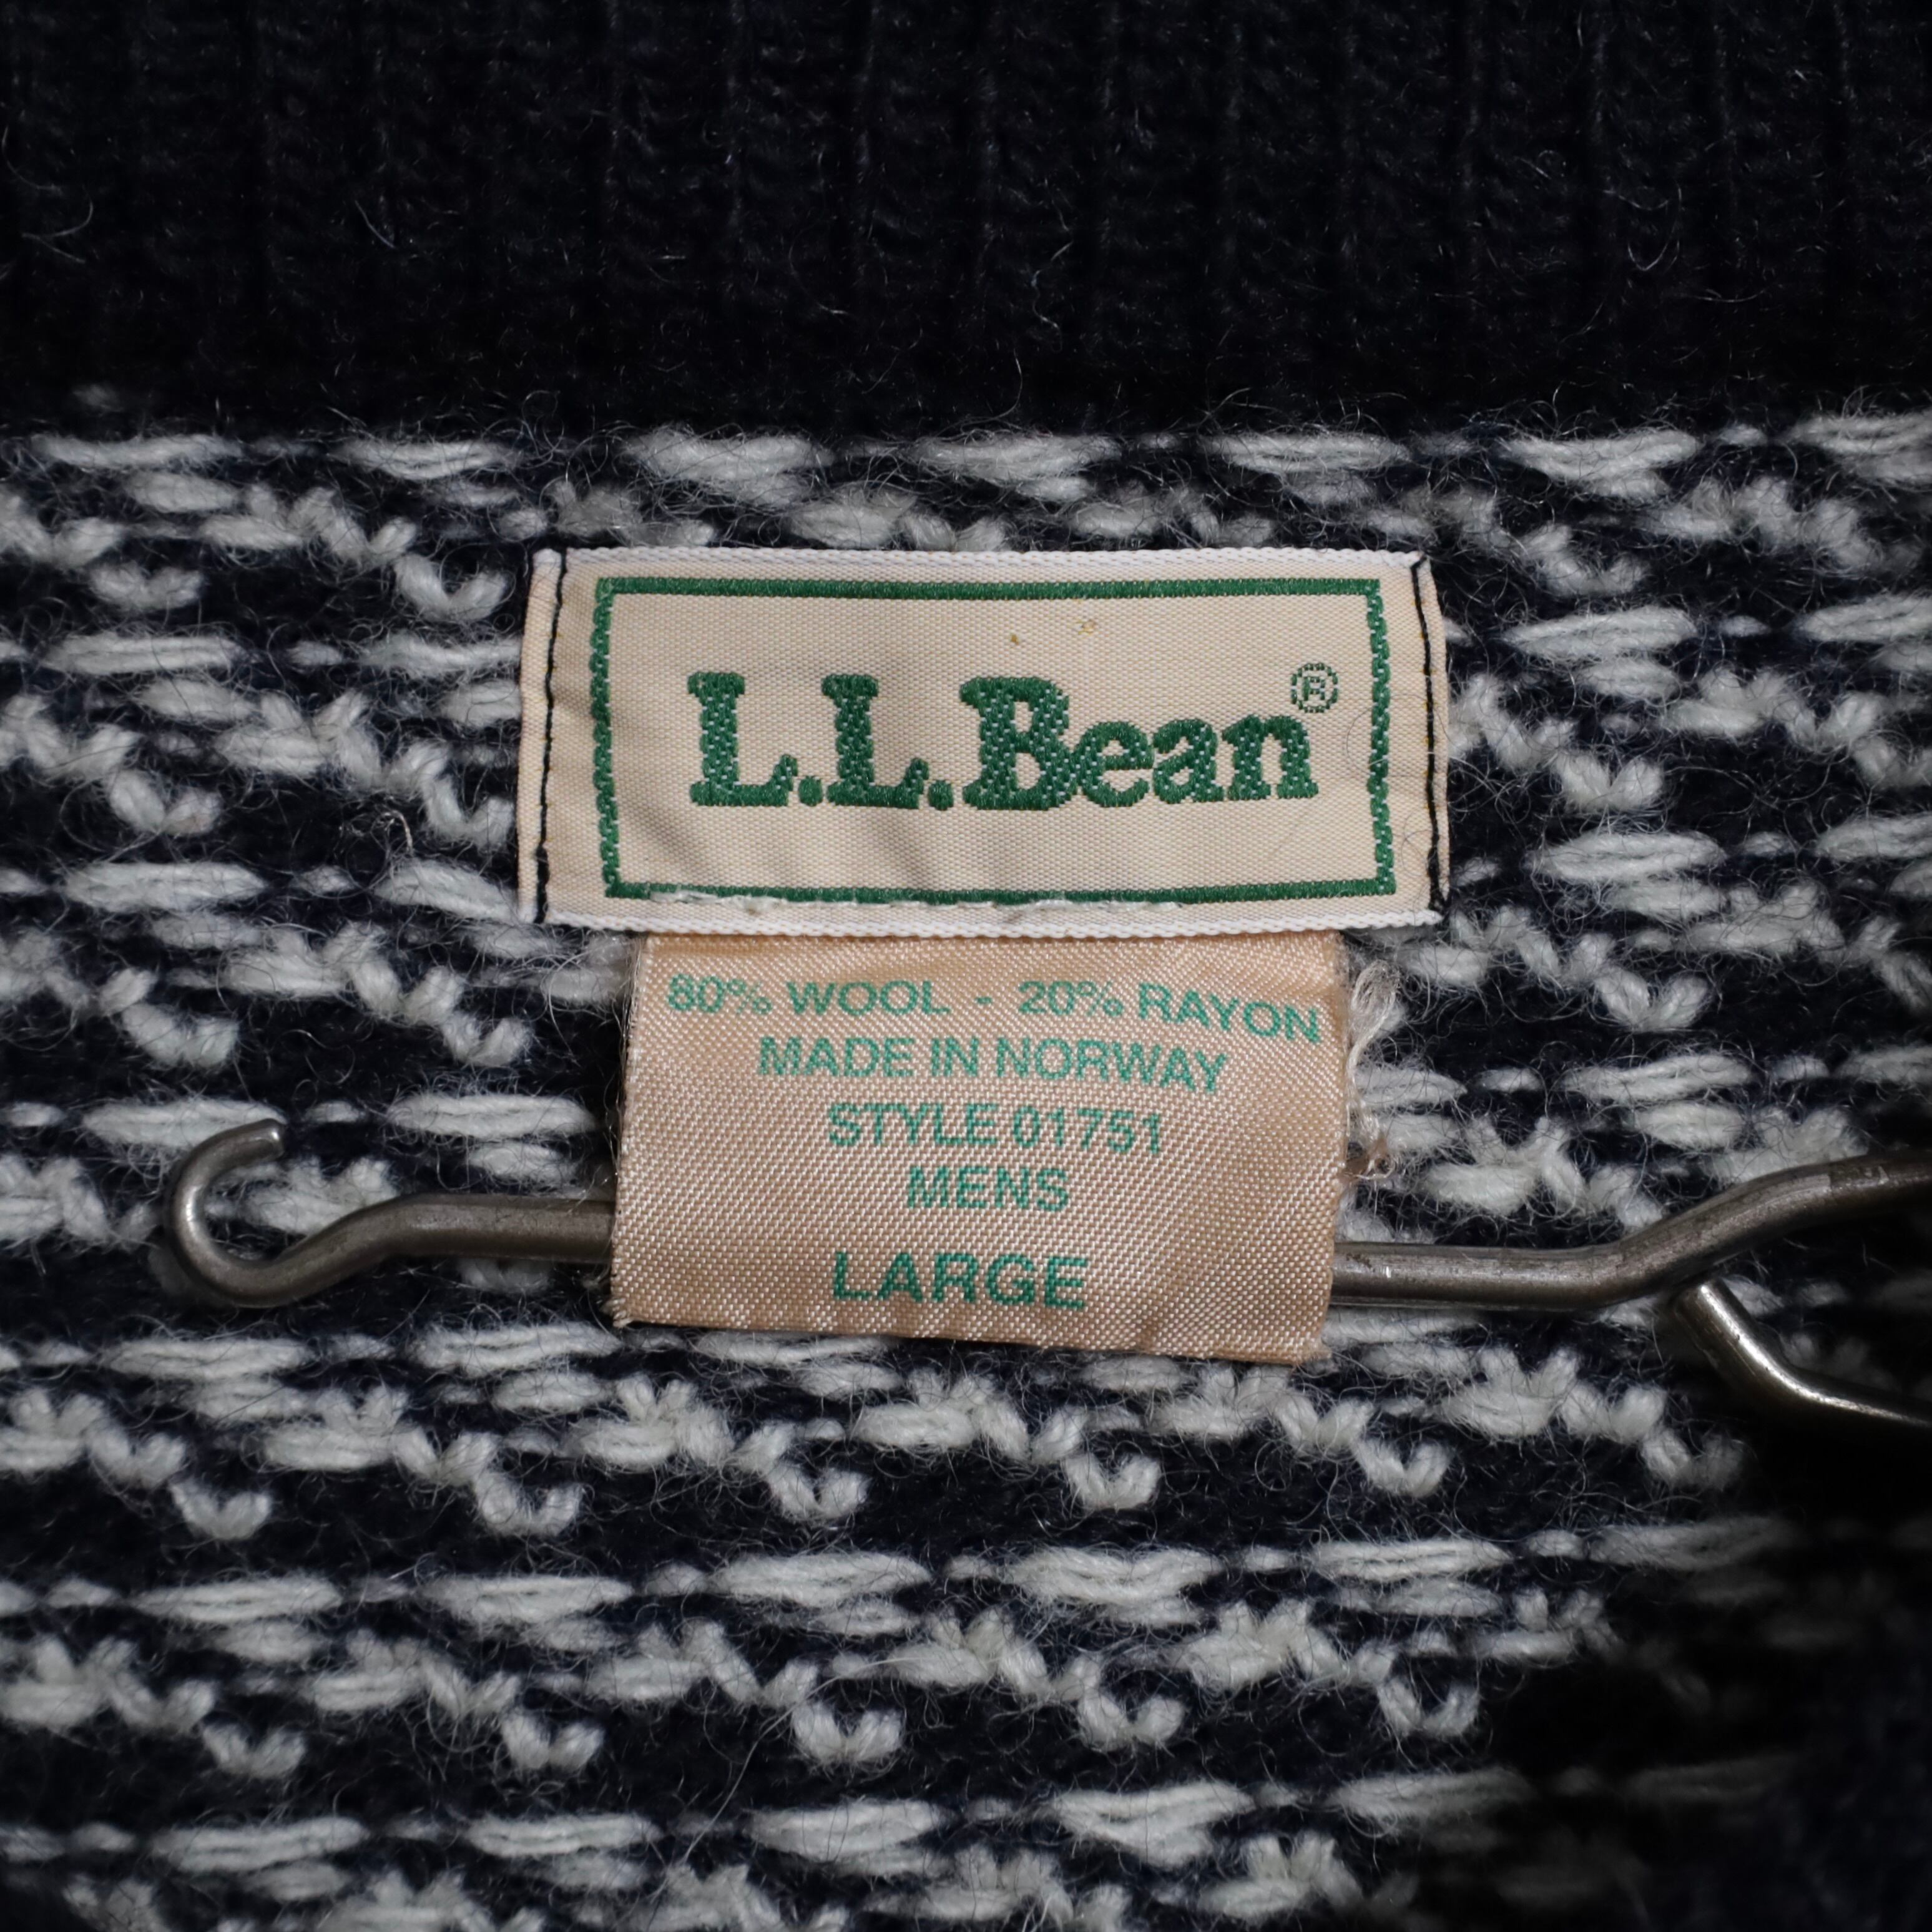 L.L.Bean®
80% WOOL - 20% RAYON
MADE IN NORWAY
STYLE 01751
MENS
LARGE